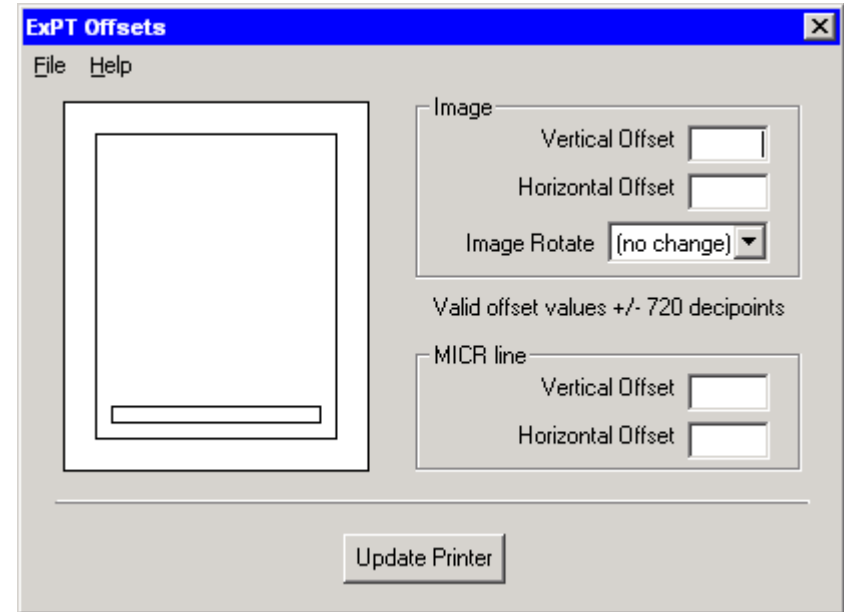 ExPT Offsets
File Help
Image
Vertical Offset
Horizontal Offset
Image Rotate (no change)
Valid offset values +/- 720 decipoints
MICR line
Vertical Offset
Horizontal Offset
Update Printer